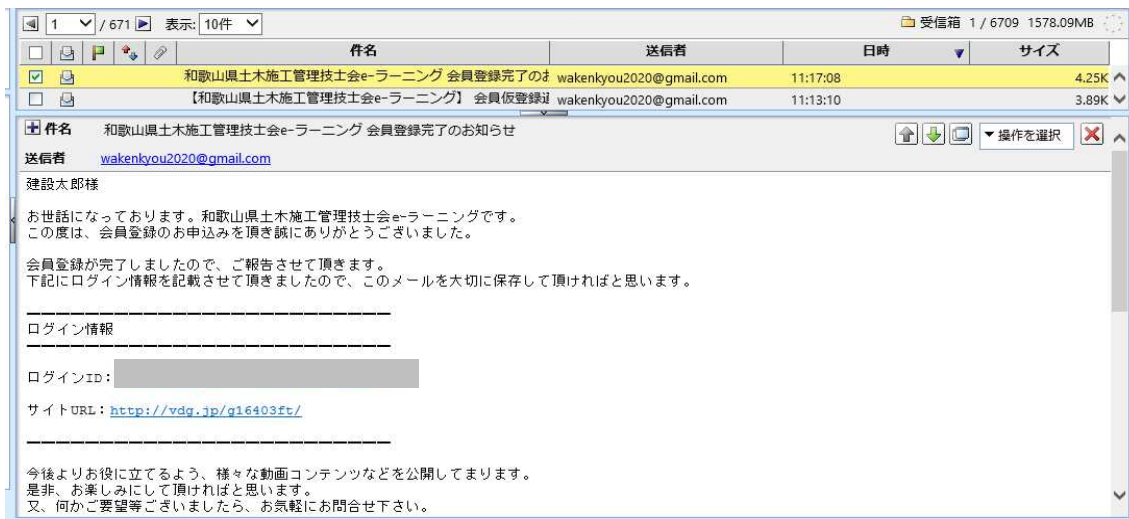 1 / 671 表示: 10件 受信箱 1 / 6709 1578.09MB
件名 送信者 日時 サイズ
和歌山県土木施工管理技士会e-ラーニング 会員登録完了のお wakenkyou2020@gmail.com 11:17:08 4.25K
【和歌山県土木施工管理技士会e-ラーニング】 会員仮登録 wakenkyou2020@gmail.com 11:13:10 3.89K
件名 和歌山県土木施工管理技士会e-ラーニング 会員登録完了のお知らせ 操作を選択
送信者 wakenkyou2020@gmail.com
建設太郎様
お世話になっております。和歌山県土木施工管理技士会e-ラーニングです。
この度は、会員登録のお申込みを頂き誠にありがとうございました。
会員登録が完了しましたので、ご報告させて頂きます。
下記にログイン情報を記載させて頂きましたので、このメールを大切に保存して頂ければと思います。
ログイン情報
ログインID:
サイトURL:http://vdg.jp/g16403ft/
今後よりお役に立てるよう、様々な動画コンテンツなどを公開してまります。
是非、お楽しみにして頂ければと思います。
又、何かご要望等ございましたら、お気軽にお問合せ下さい。